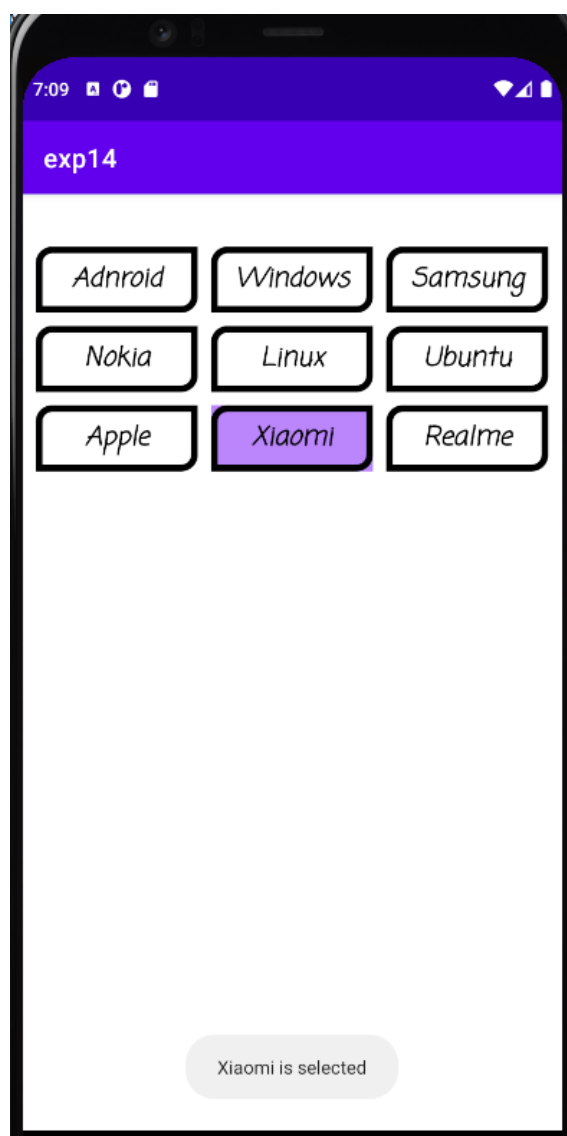 7:09
exp14
Adnroid Windows Samsung
Nokia Linux Ubuntu
Apple Xiaomi Realme
Xiaomi is selected